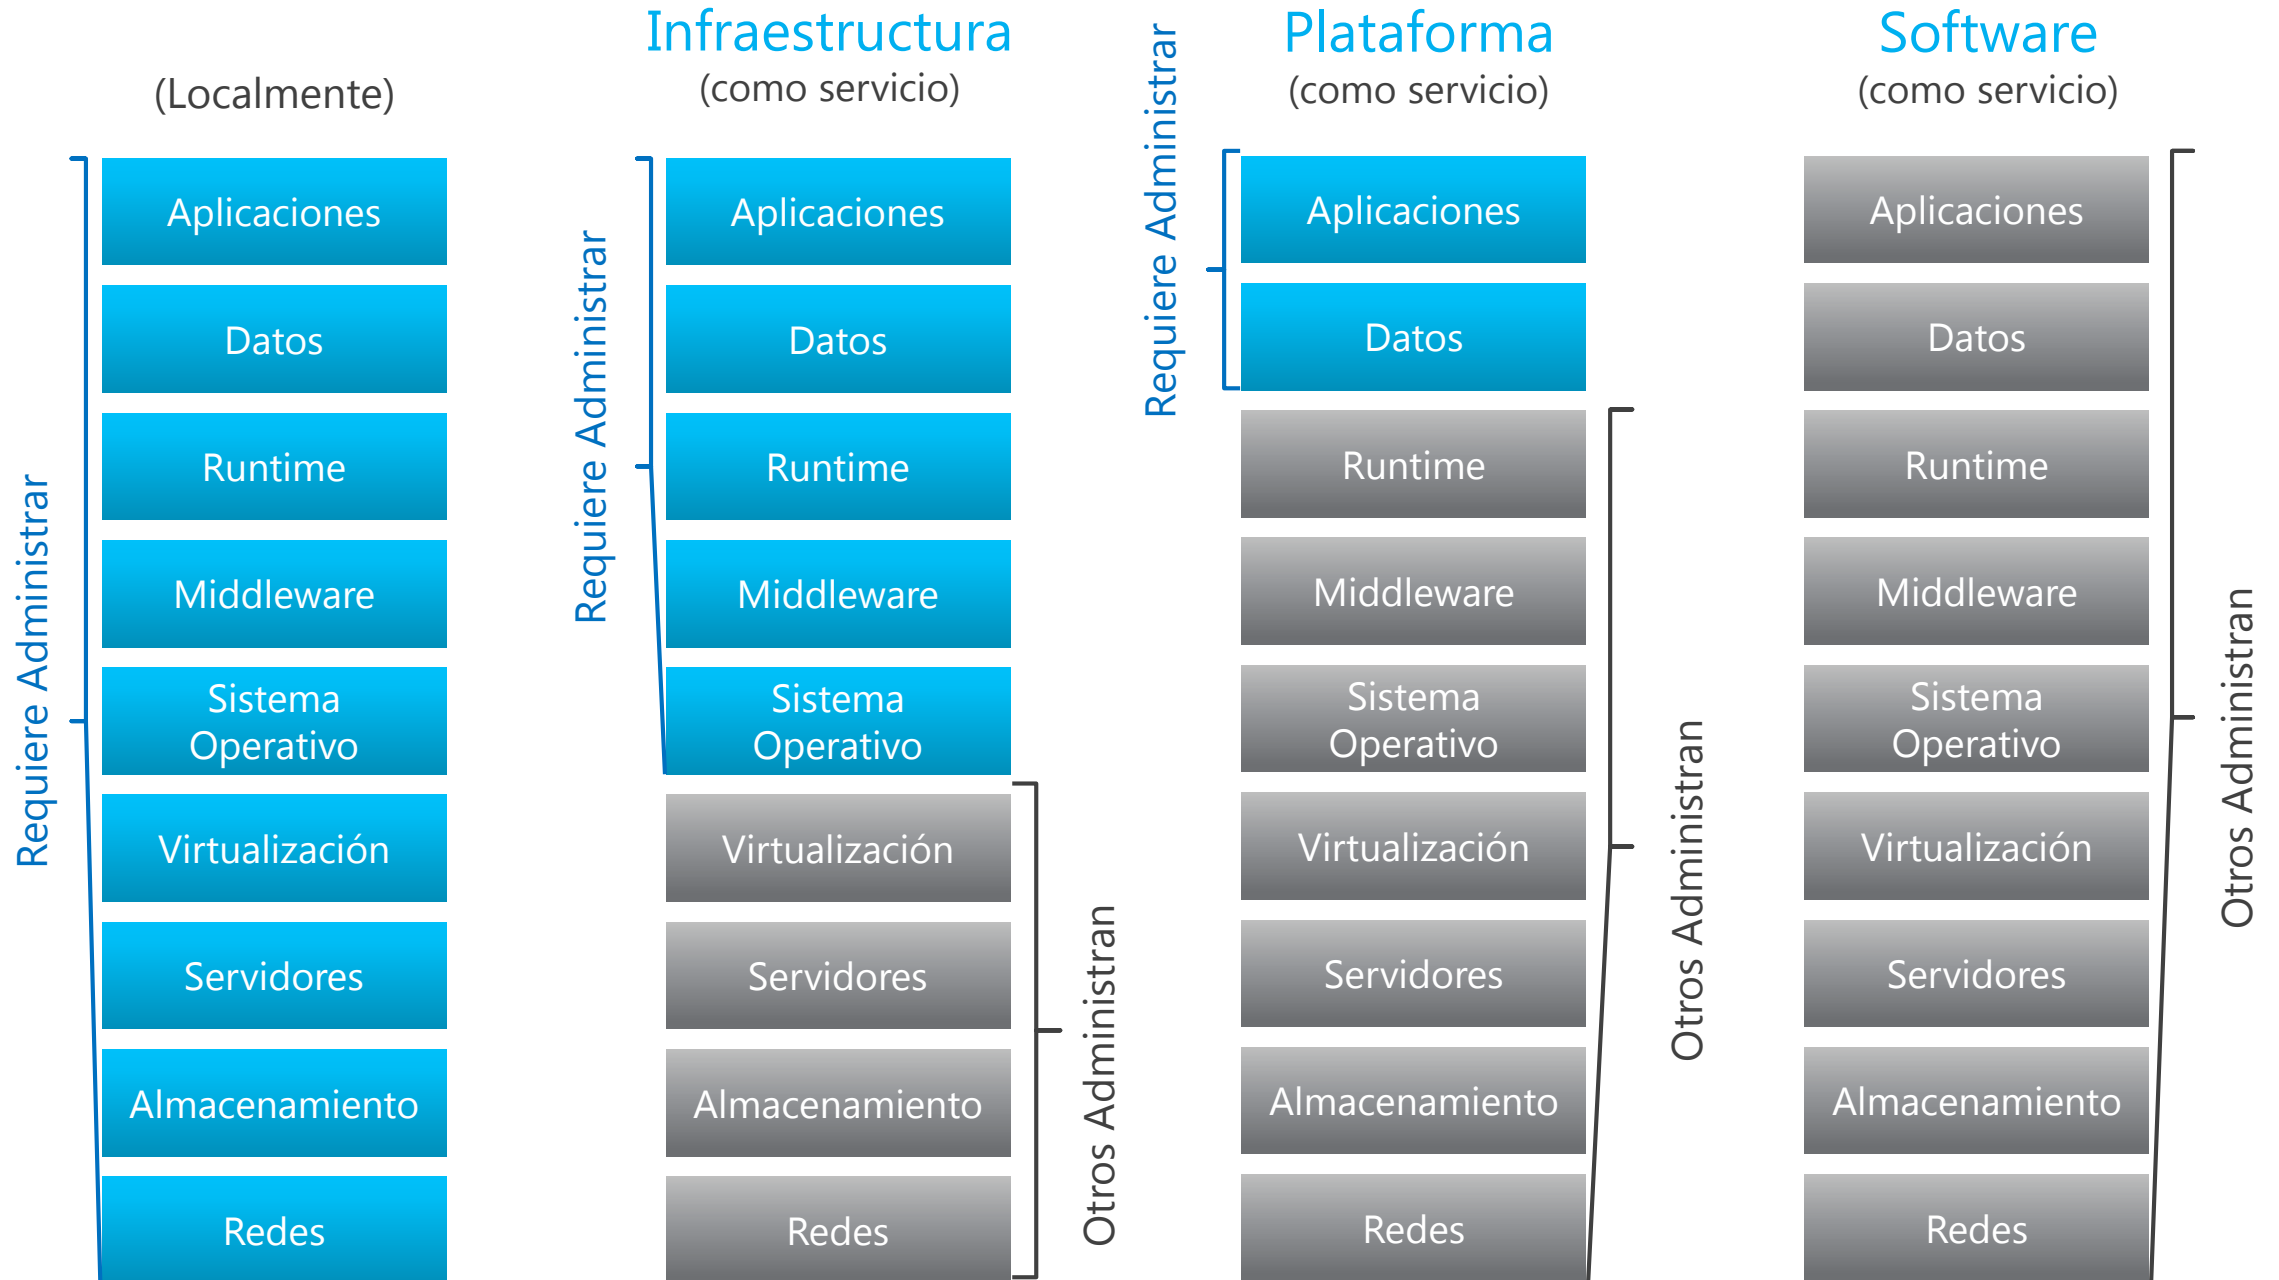 (Localmente)
Requiere Administrar
Aplicaciones
Datos
Runtime
Middleware
Sistema
Operativo
Virtualización
Servidores
Almacenamiento
Redes
Infraestructura
(como servicio)
Requiere Administrar
Aplicaciones
Datos
Runtime
Middleware
Sistema
Operativo
Virtualización
Servidores
Almacenamiento
Redes
Otros Administran
Plataforma
(como servicio)
Requiere Administrar
Aplicaciones
Datos
Runtime
Middleware
Sistema
Operativo
Virtualización
Servidores
Almacenamiento
Redes
Otros Administran
Software
(como servicio)
Aplicaciones
Datos
Runtime
Middleware
Sistema
Operativo
Virtualización
Servidores
Almacenamiento
Redes
Otros Administran